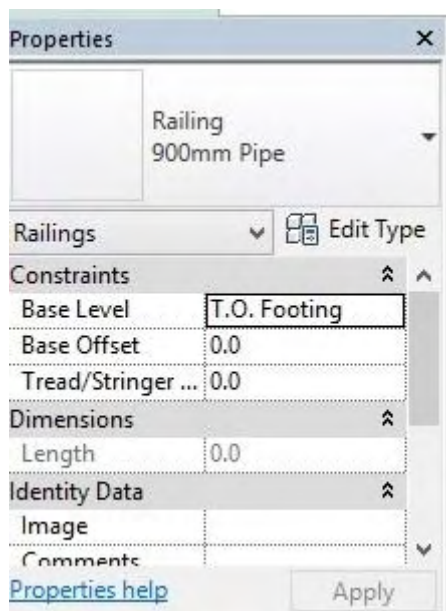 Properties
Railing
900mm Pipe
Railings Edit Type
Constraints
Base Level T.O. Footing
Base Offset 0.0
Tread/Stringer ... 0.0
Dimensions
Length 0.0
Identity Data
Image
Comments
Properties help Apply